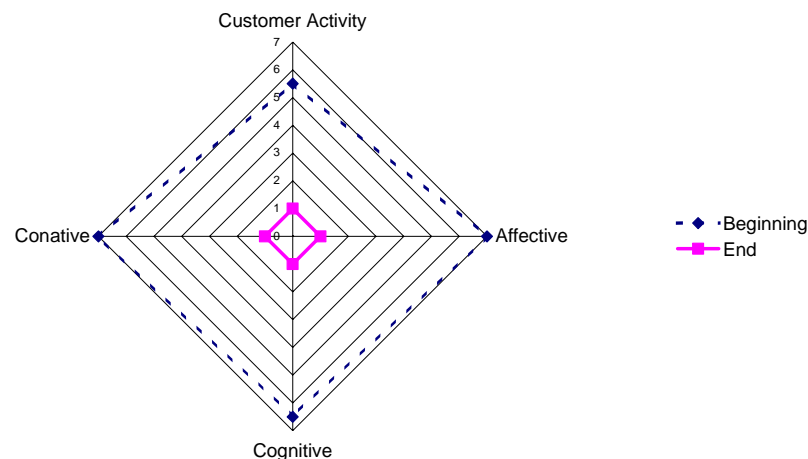 Customer Activity
7
6
5
4
3
2
1
0
Conative
Affective
Beginning
End
Cognitive